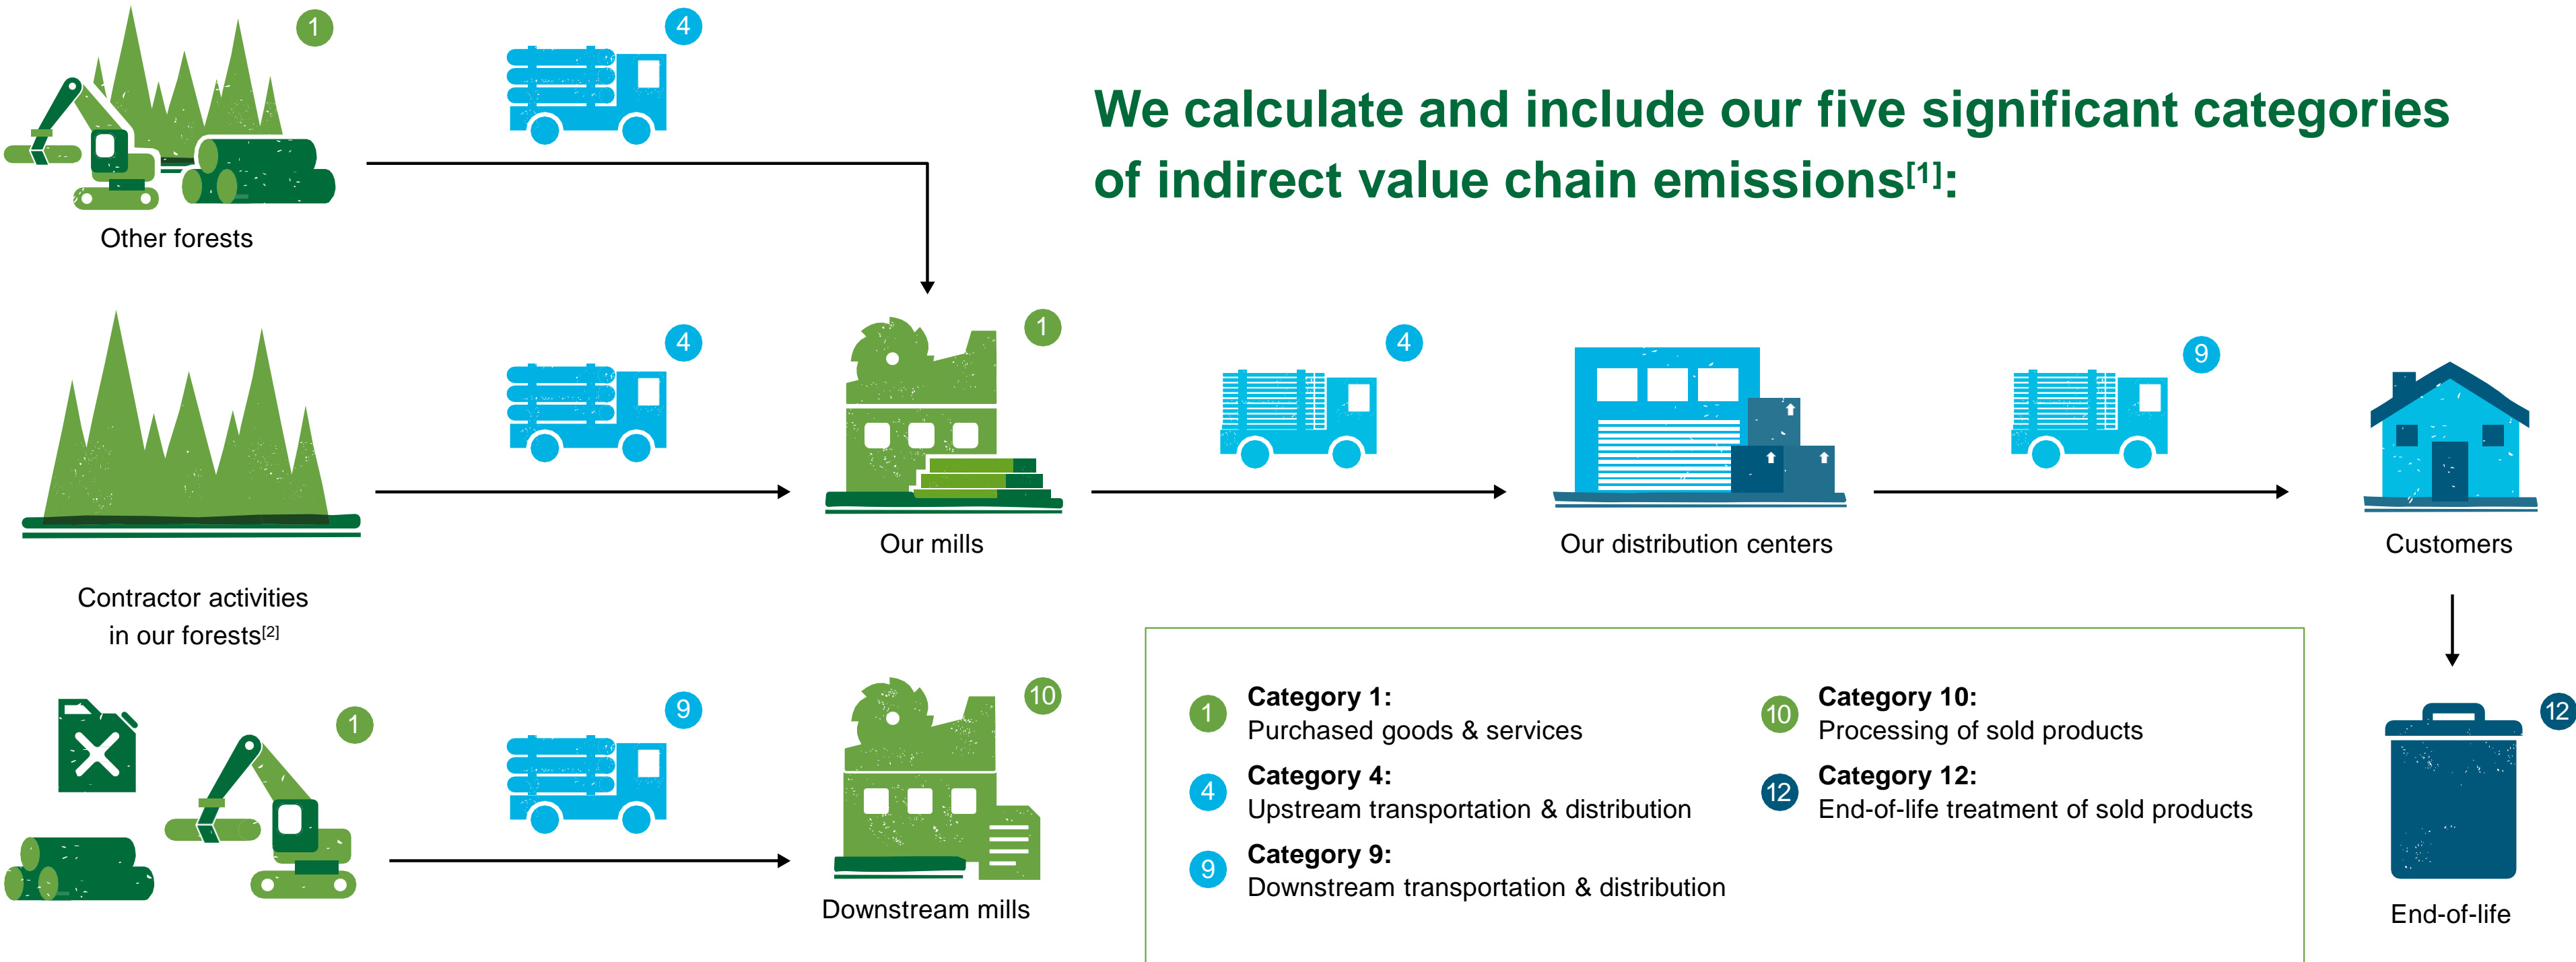 1
4
We calculate and include our five significant categories
of indirect value chain emissions[1]:
Other forests
4
1
4
9
Our mills
Our distribution centers
Customers
Contractor activities
in our forests[2]
1
9
10
12
Downstream mills
End-of-life
1
Category 1:
Purchased goods & services
4
Category 4:
Upstream transportation & distribution
9
Category 9:
Downstream transportation & distribution
10
Category 10:
Processing of sold products
12
Category 12:
End-of-life treatment of sold products